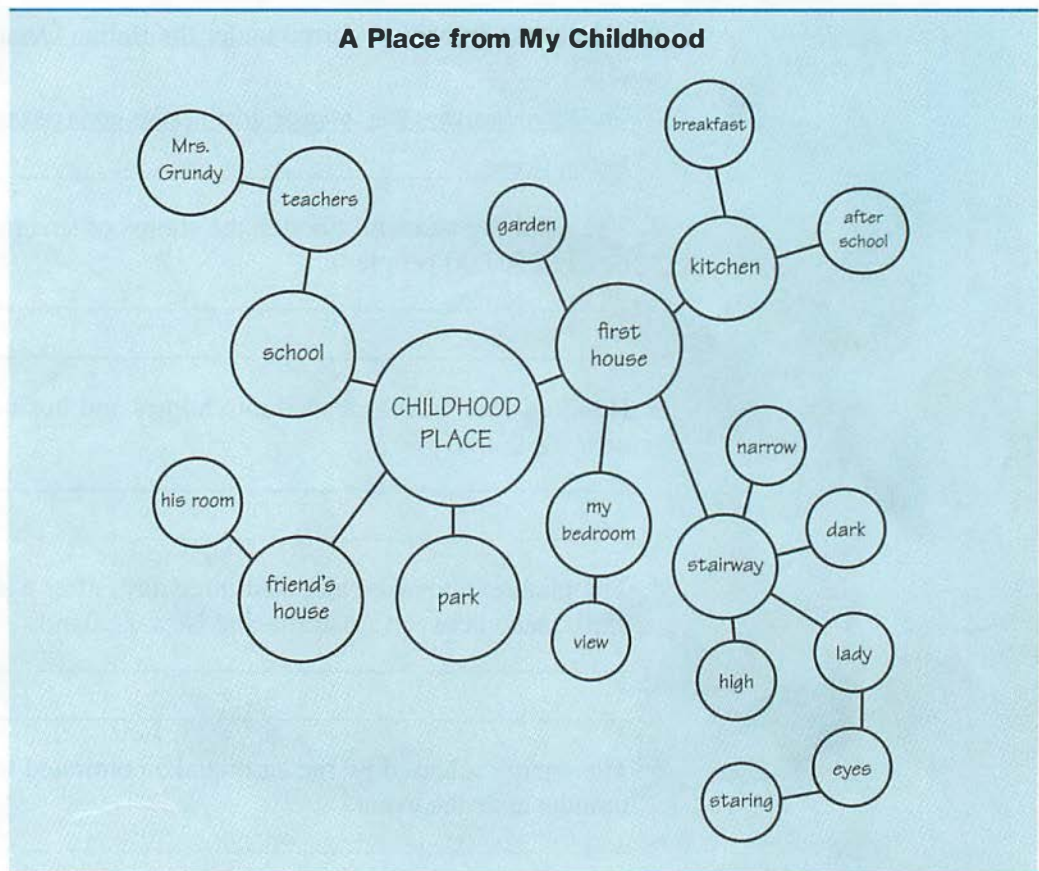 A Place from My Childhood
breakfast
Mrs.
Grundy
teachers
garden
after
school
kitchen
first
house
school
CHILDHOOD
PLACE
narrow
his room
my
bedroom
dark
stairway
friend's
house
park
view
lady
high
eyes
staring